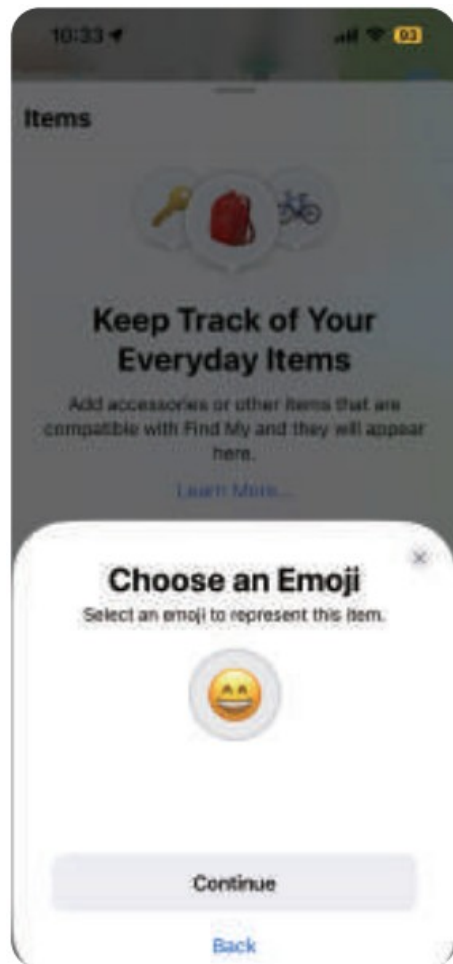 10:33
93
Items
Keep Track of Your
Everyday Items
Add accessories or other items that are
compatible with Find My and they will appear
here.
Learn More...
Choose an Emoji
Select an emoji to represent this item.
Continue
Back